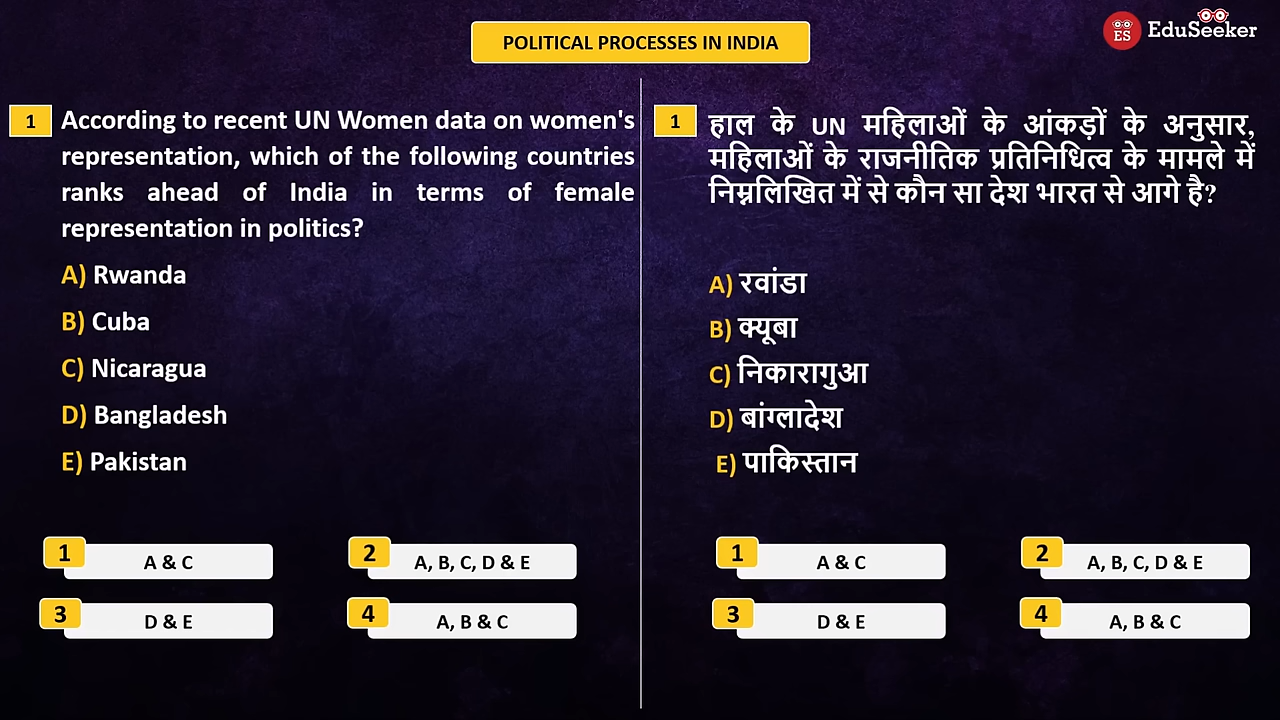 POLITICAL PROCESSES IN INDIA
ES EduSeeker
1 According to recent UN Women data on women's
representation, which of the following countries
ranks ahead of India in terms of female
representation in politics?
A) Rwanda
B) Cuba
C) Nicaragua
D) Bangladesh
E) Pakistan
1 A & C
2 A, B, C, D & E
3 D & E
4 A, B & C
1 हाल के UN महिलाओं के आंकड़ों के अनुसार,
महिलाओं के राजनीतिक प्रतिनिधित्व के मामले में
निम्नलिखित में से कौन सा देश भारत से आगे है?
A) रवांडा
B) क्यूबा
C) निकारागुआ
D) बांग्लादेश
E) पाकिस्तान
1 A & C
2 A, B, C, D & E
3 D & E
4 A, B & C